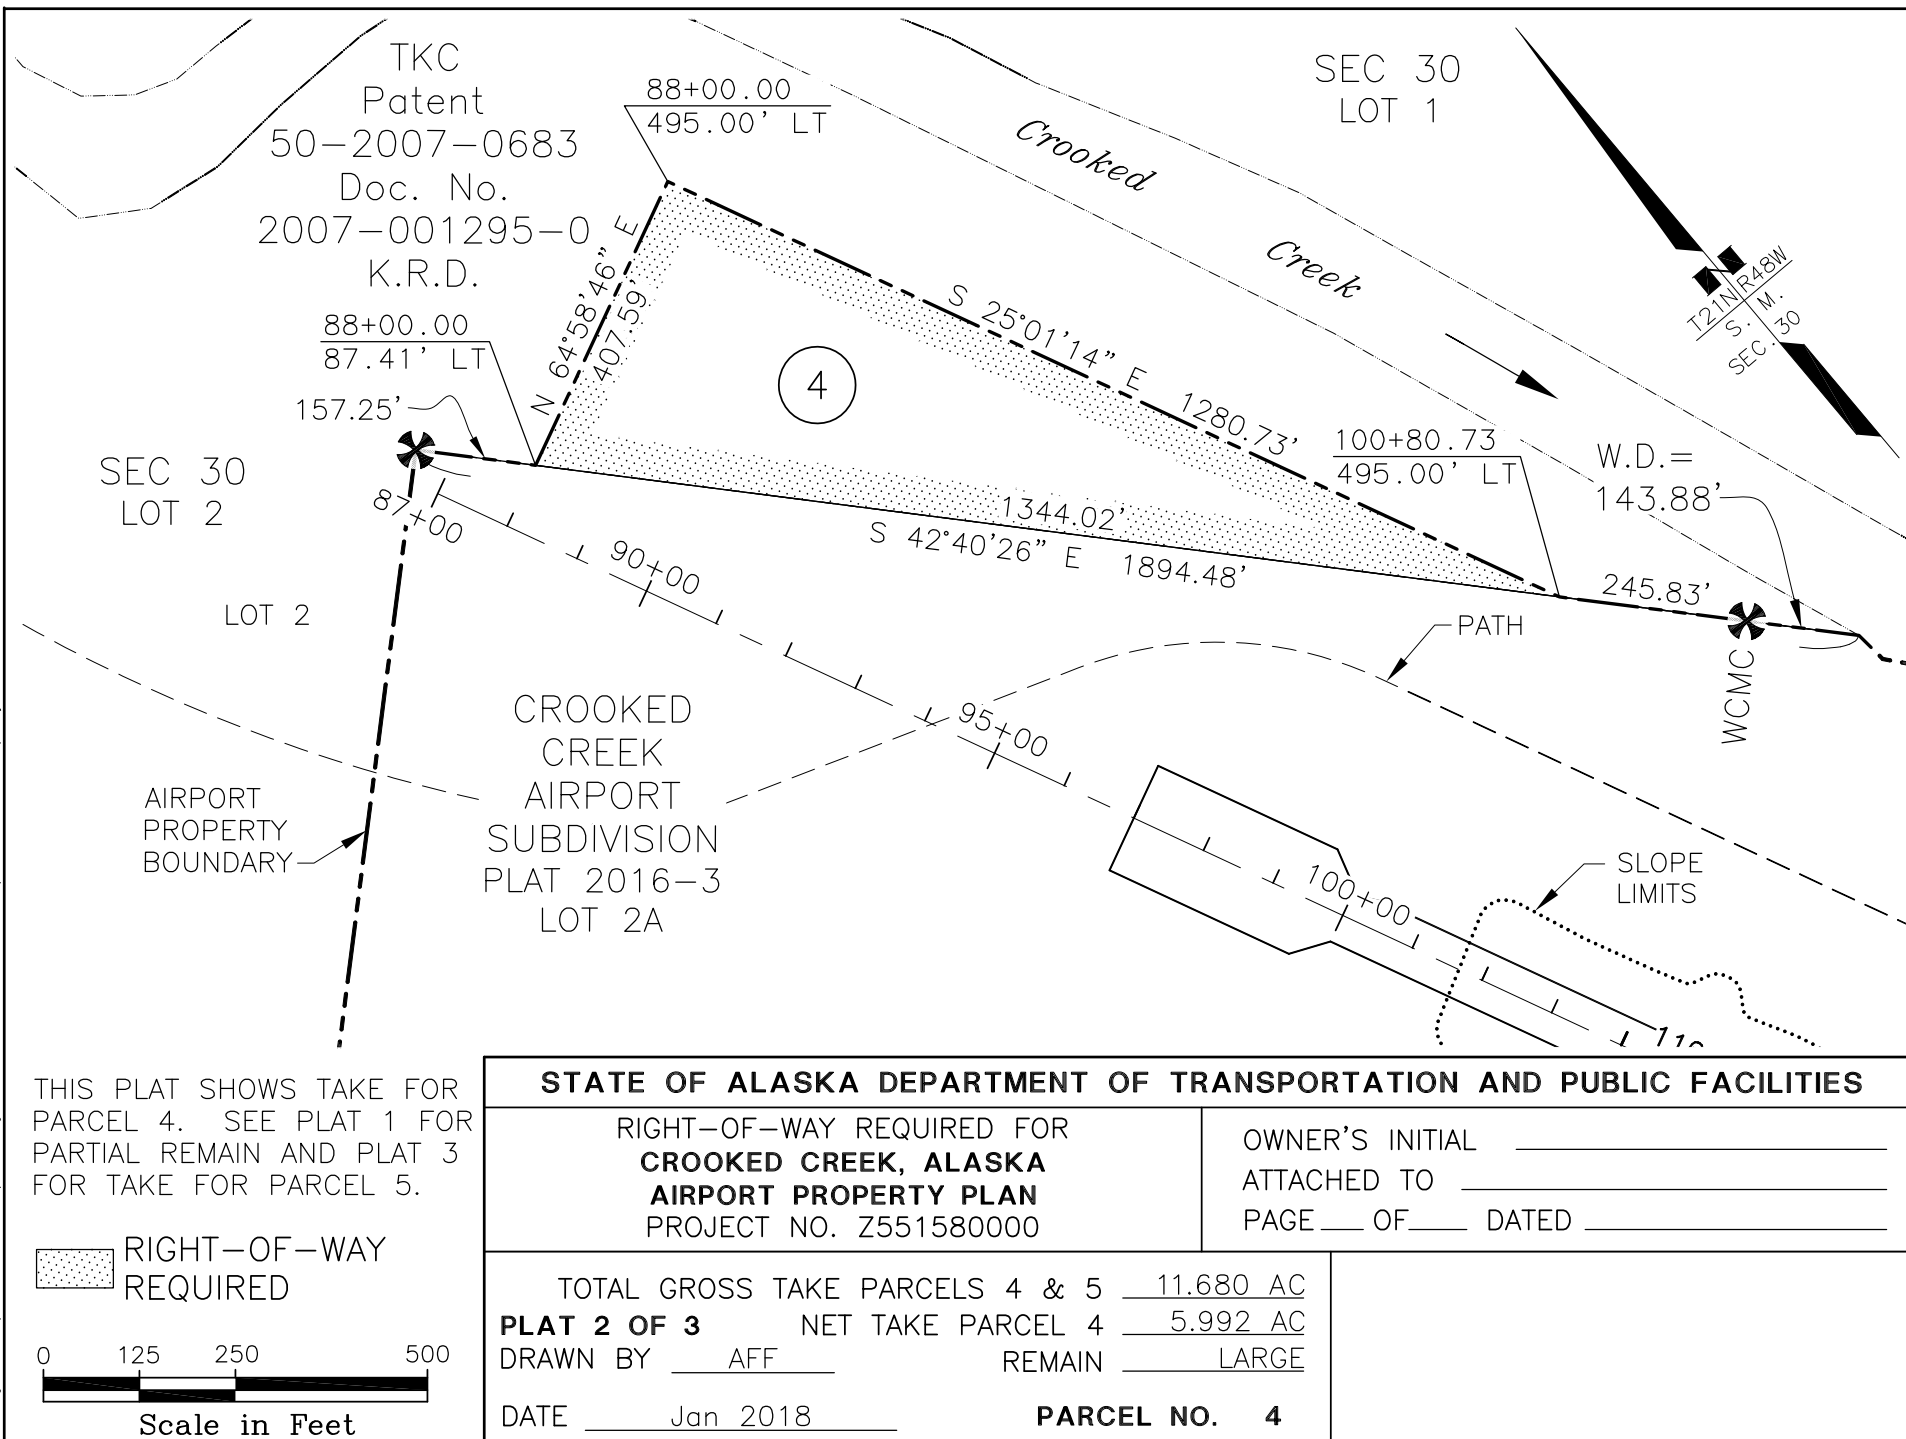 TKC
Patent
50-2007-0683
Doc. No.
2007-001295-0
K.R.D.
88+00.00
495.00' LT
SEC 30
LOT 1
Crooked
Creek
N
T21N R48W
S. M.
SEC. 30
88+00.00
87.41' LT
157.25'
N 64°58'46" E
407.59'
4
S 25°01'14" E 1280.73'
100+80.73
495.00' LT
W.D.=
143.88'
SEC 30
LOT 2
87+00
90+00
1344.02'
S 42°40'26" E 1894.48'
245.83'
LOT 2
PATH
WCMC
95+00
CROOKED
CREEK
AIRPORT
SUBDIVISION
PLAT 2016-3
LOT 2A
AIRPORT
PROPERTY
BOUNDARY
100+00
SLOPE
LIMITS
THIS PLAT SHOWS TAKE FOR
PARCEL 4. SEE PLAT 1 FOR
PARTIAL REMAIN AND PLAT 3
FOR TAKE FOR PARCEL 5.
RIGHT-OF-WAY
REQUIRED
0 125 250 500
Scale in Feet
STATE OF ALASKA DEPARTMENT OF TRANSPORTATION AND PUBLIC FACILITIES
RIGHT-OF-WAY REQUIRED FOR
CROOKED CREEK, ALASKA
AIRPORT PROPERTY PLAN
PROJECT NO. Z551580000
OWNER'S INITIAL
ATTACHED TO
PAGE OF DATED
TOTAL GROSS TAKE PARCELS 4 & 5 11.680 AC
PLAT 2 OF 3 NET TAKE PARCEL 4 5.992 AC
DRAWN BY AFF REMAIN LARGE
DATE Jan 2018 PARCEL NO. 4